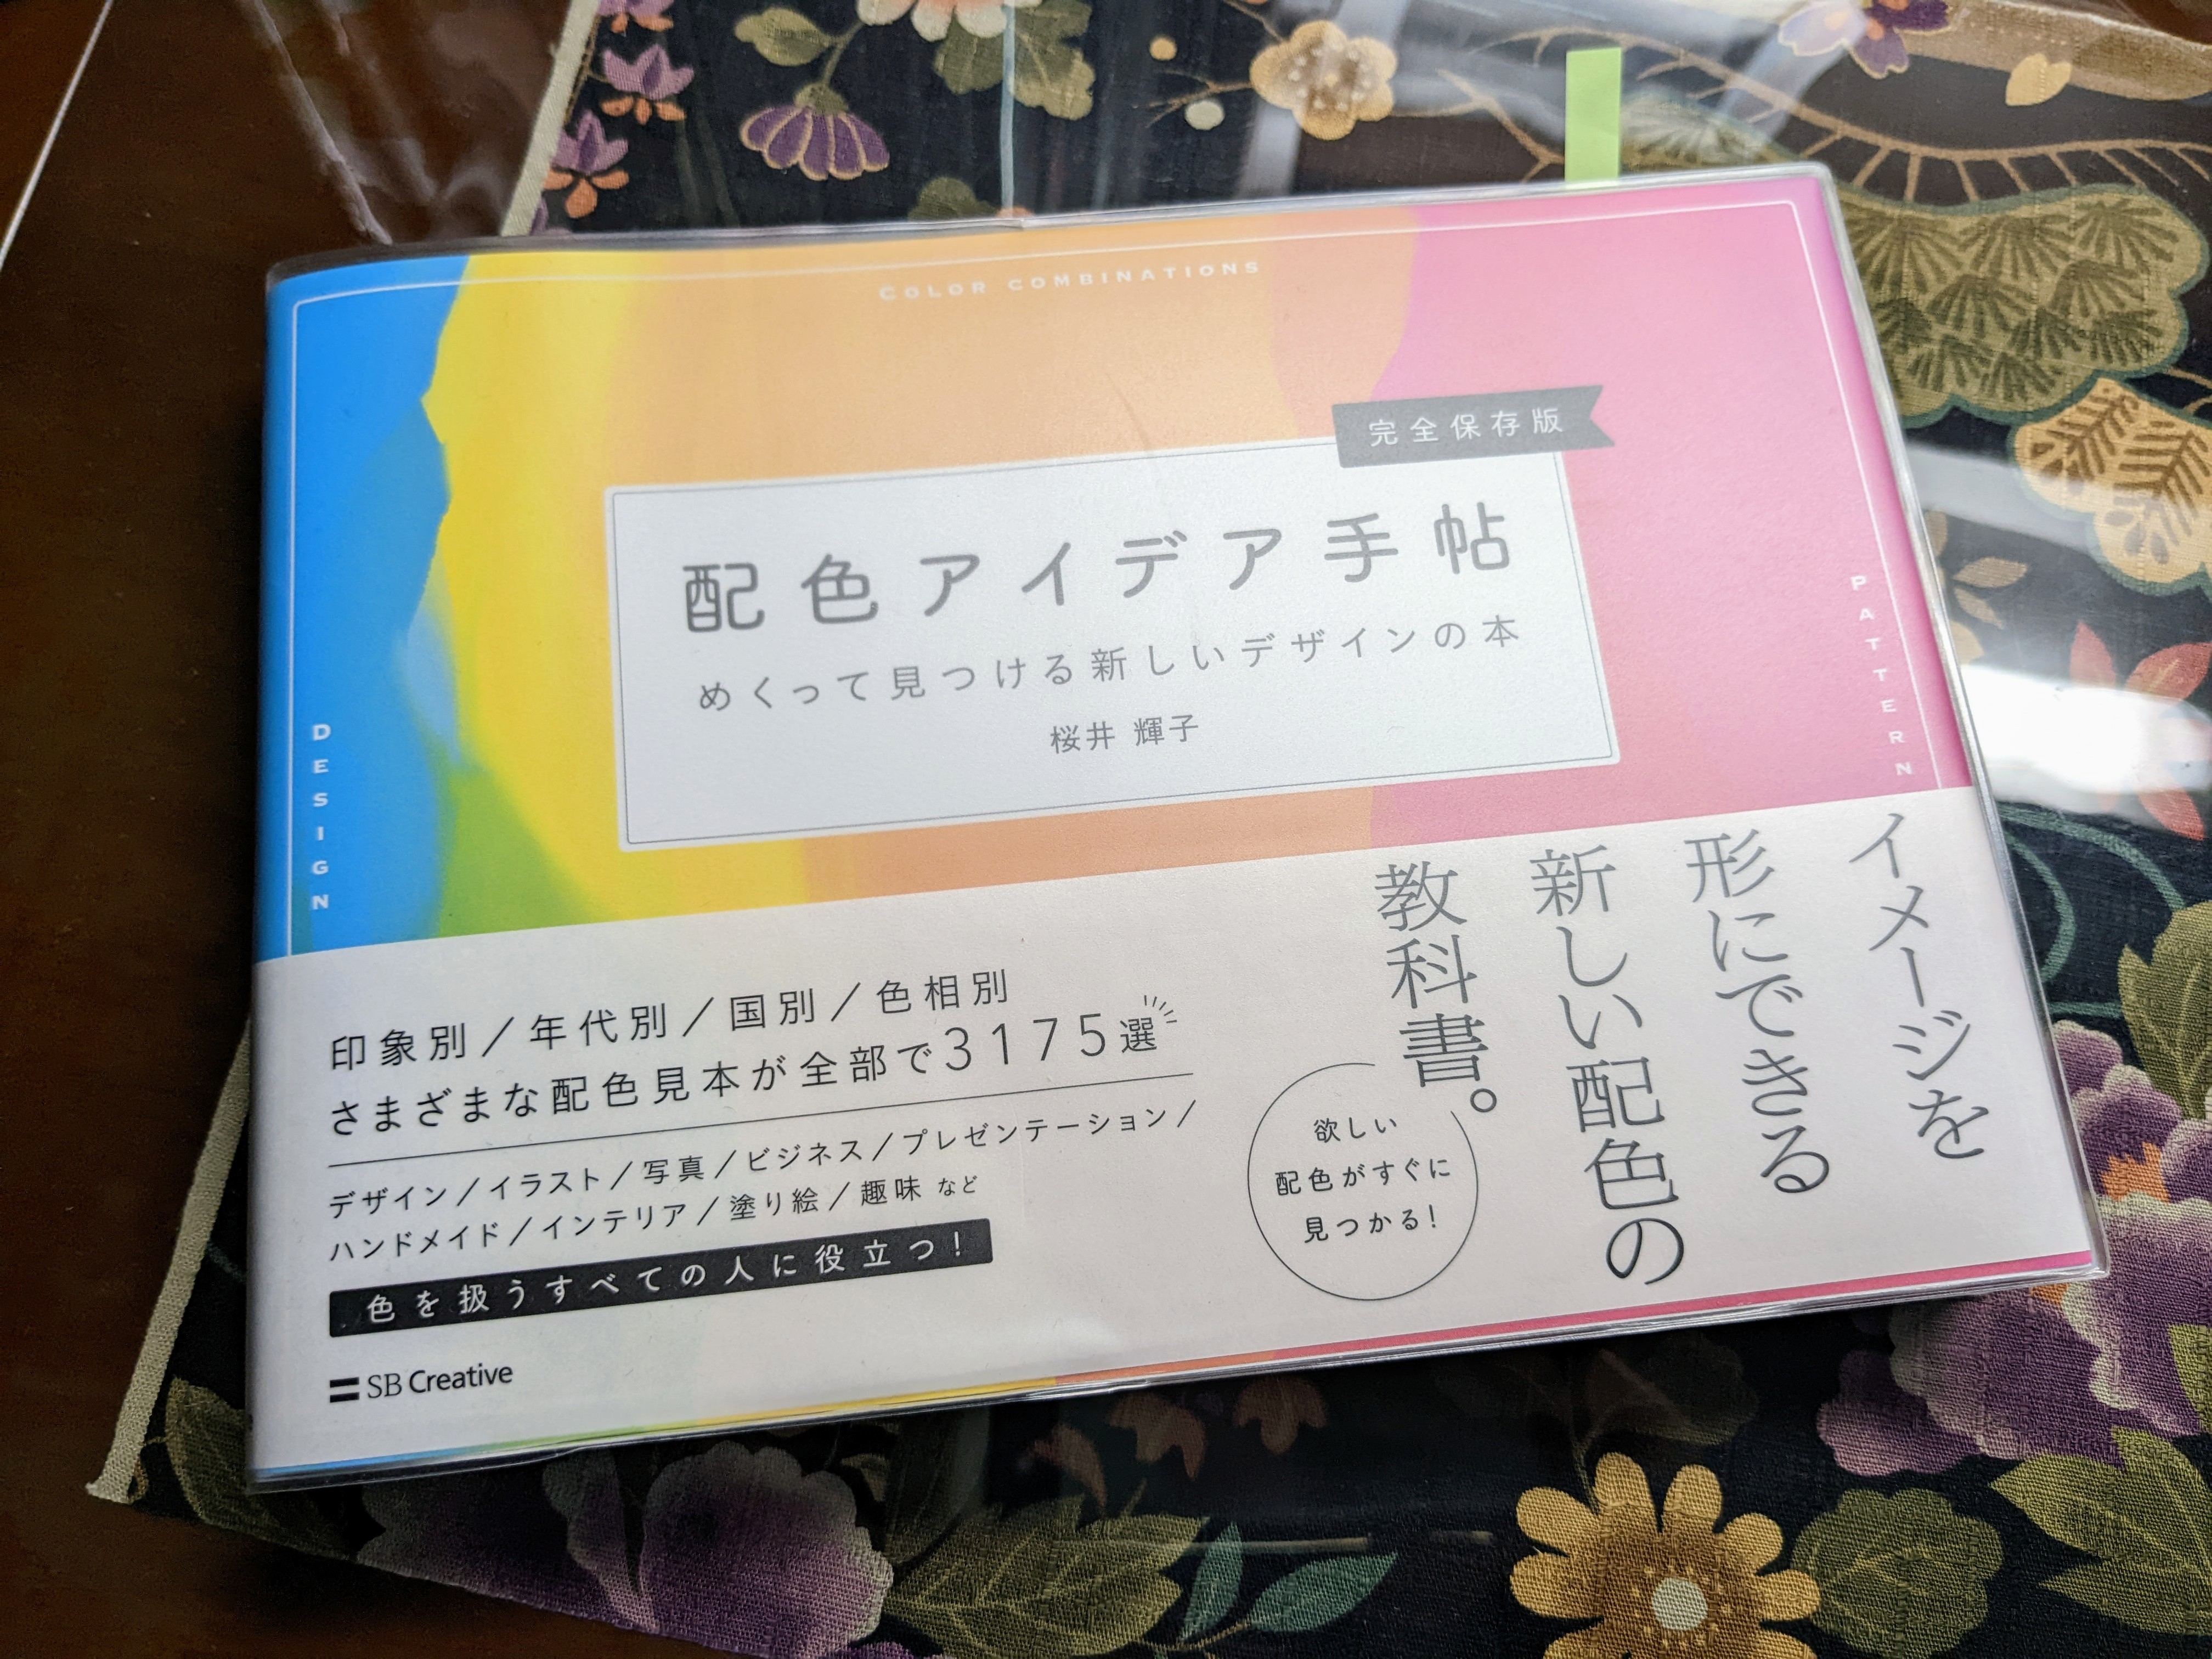 COLOR COMBINATIONS
完全保存版
配色アイデア手帖
めくって見つける新しいデザインの本
桜井 輝子
DESIGN
PATTERN
イメージを
形にできる
新しい配色の
教科書。
印象別／年代別／国別／色相別
さまざまな配色見本が全部で3175選
デザイン／イラスト／写真／ビジネス／プレゼンテーション／
ハンドメイド／インテリア／塗り絵／趣味 など
色を扱うすべての人に役立つ！
欲しい
配色がすぐに
見つかる！
SB Creative